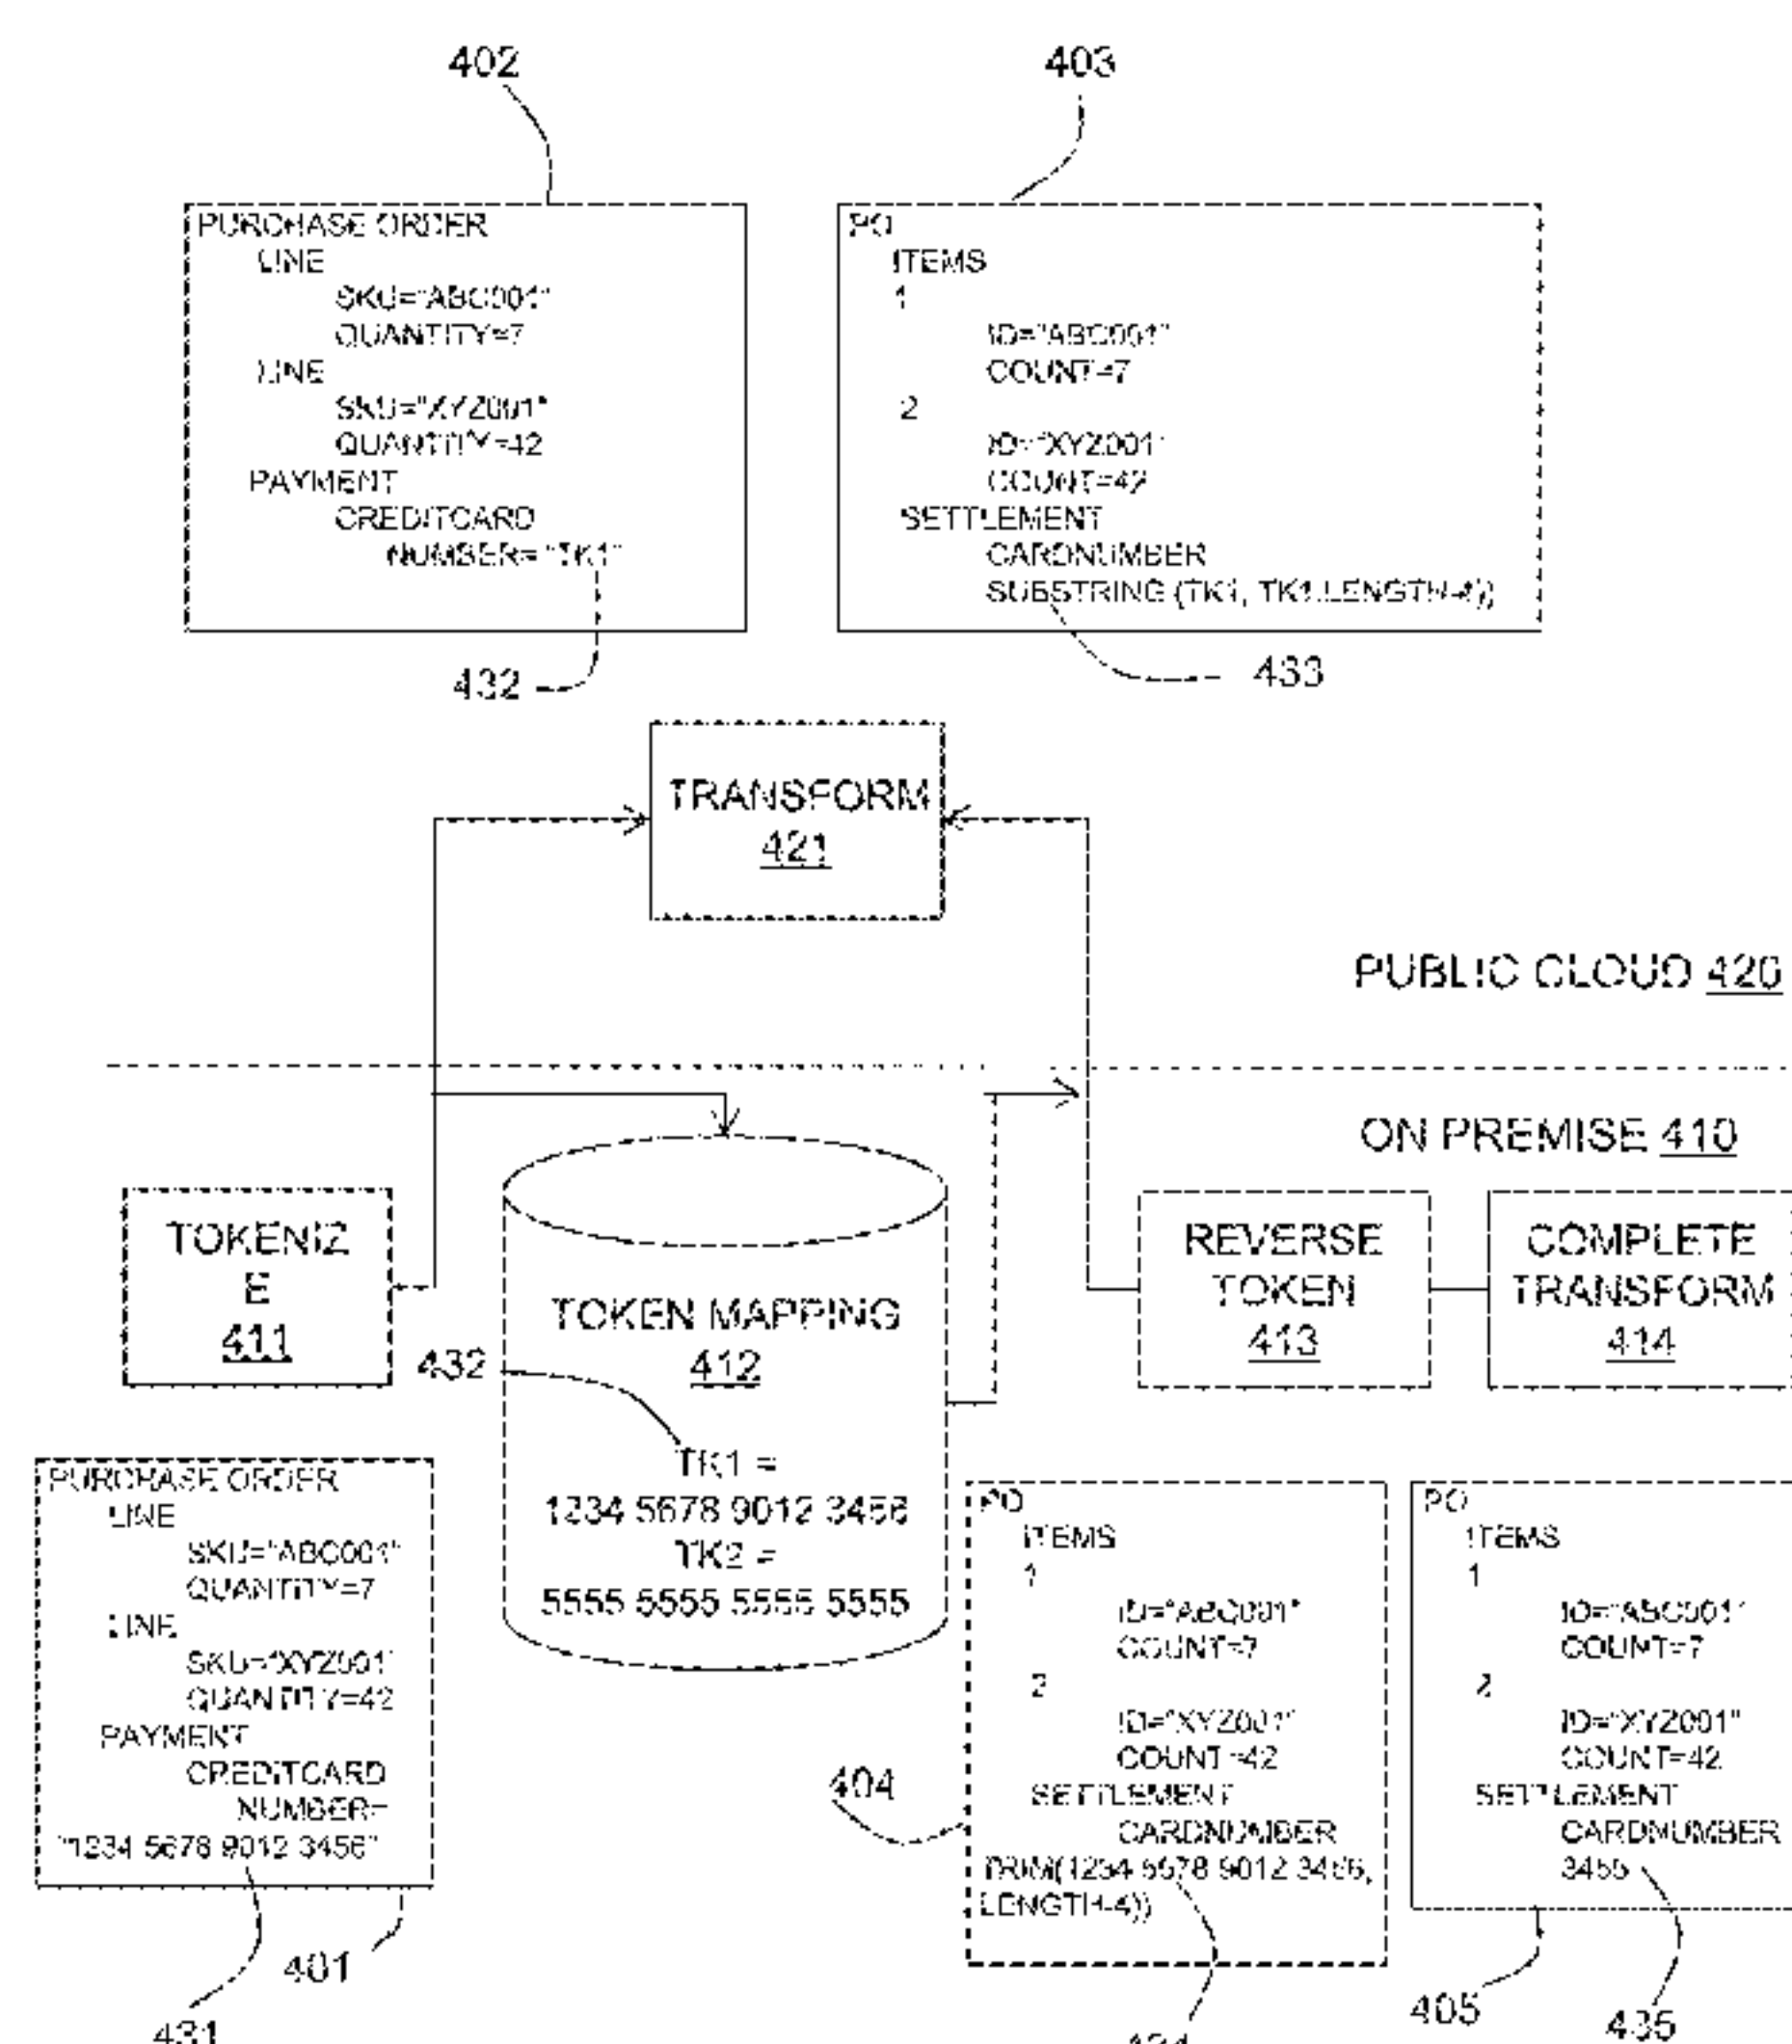 402
403
PURCHASE ORDER
LINE
SKU="ABC001"
QUANTITY=7
LINE
SKU="XYZ001"
QUANTITY=42
PAYMENT
CREDITCARD
NUMBER="TK1"
PO
ITEMS
1
ID="ABC001"
COUNT=7
2
ID="XYZ001"
COUNT=42
SETTLEMENT
CARDNUMBER
SUBSTRING (TK1, TK1.LENGTH-4))
432
433
TRANSFORM
421
PUBLIC CLOUD 420
ON PREMISE 410
TOKENIZ
E
411
432
TOKEN MAPPING
412
TK1 =
1234 5678 9012 3456
TK2 =
5555 5555 5555 5555
REVERSE
TOKEN
413
COMPLETE
TRANSFORM
414
PURCHASE ORDER
LINE
SKU="ABC001"
QUANTITY=7
LINE
SKU="XYZ001"
QUANTITY=42
PAYMENT
CREDITCARD
NUMBER=
"1234 5678 9012 3456"
401
431
PO
ITEMS
1
ID="ABC001"
COUNT=7
2
ID="XYZ001"
COUNT=42
SETTLEMENT
CARDNUMBER
TRIM(1234 5678 9012 3456,
LENGTH-4))
404
434
PO
ITEMS
1
ID="ABC001"
COUNT=7
2
ID="XYZ001"
COUNT=42
SETTLEMENT
CARDNUMBER
3456
405
435